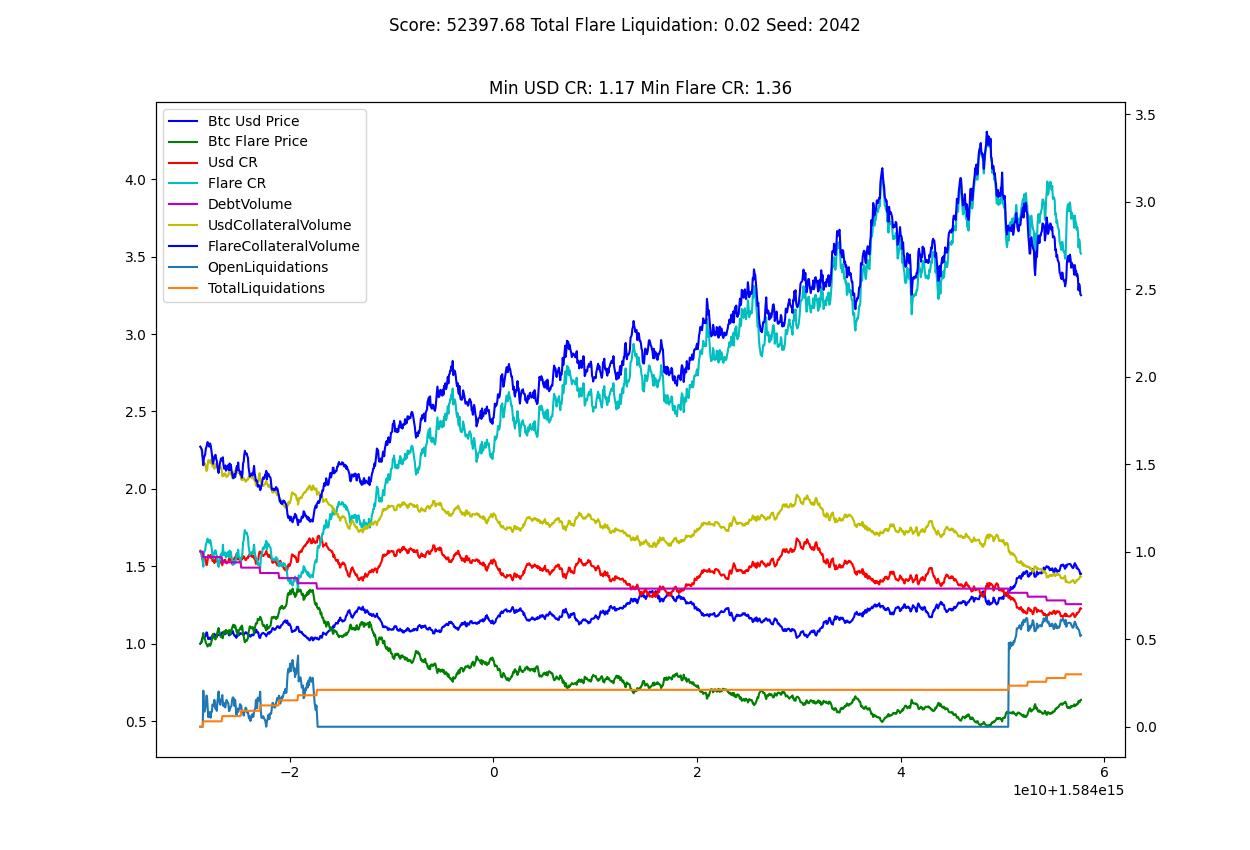 Score: 52397.68 Total Flare Liquidation: 0.02 Seed: 2042
Min USD CR: 1.17 Min Flare CR: 1.36
Btc Usd Price
Btc Flare Price
Usd CR
Flare CR
DebtVolume
UsdCollateralVolume
FlareCollateralVolume
OpenLiquidations
TotalLiquidations
4.0
3.5
3.0
2.5
2.0
1.5
1.0
0.5
3.5
3.0
2.5
2.0
1.5
1.0
0.5
0.0
−2
0
2
4
6
1e10+1.584e15